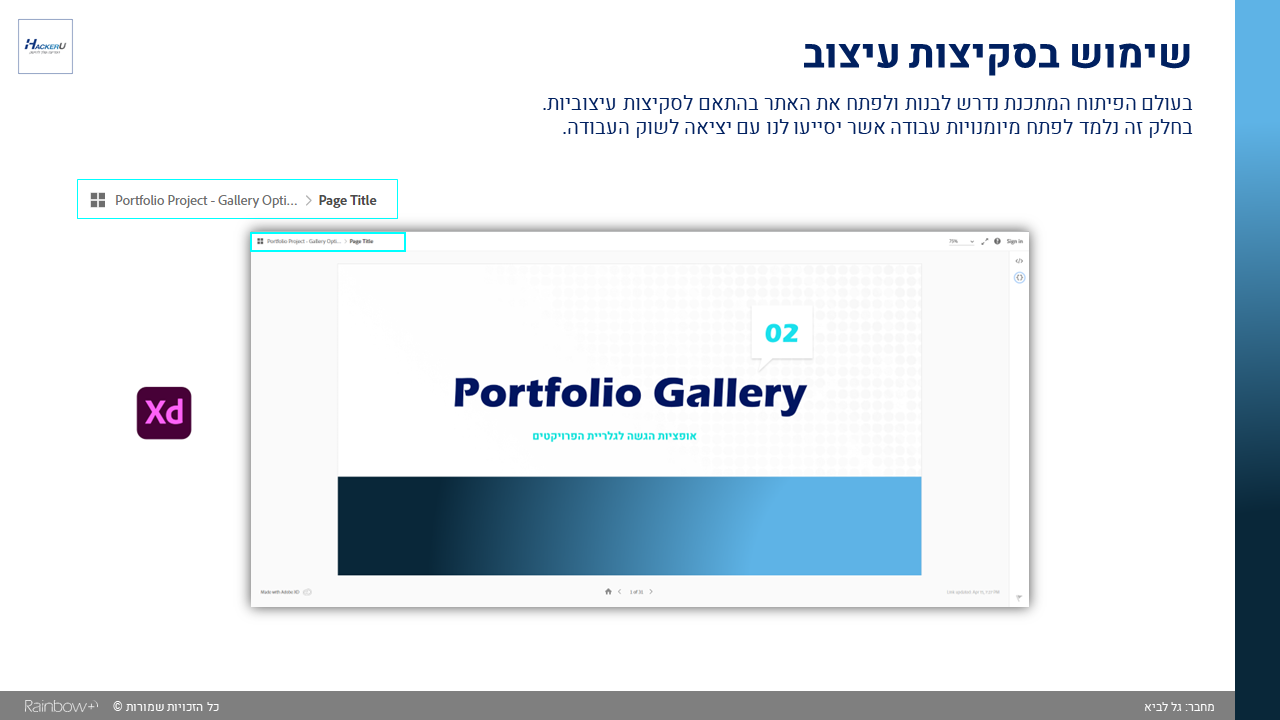 HACKERU
שימוש בסקיצות עיצוב
בעולם הפיתוח המתכנת נדרש לבנות ולפתח את האתר בהתאם לסקיצות עיצוביות.
בחלק זה נלמד לפתח מיומנויות עבודה אשר יסייעו לנו עם יציאה לשוק העבודה.
Portfolio Project - Gallery Opti... > Page Title
Portfolio Project - Gallery Opti... > Page Title
70%
Sign in
02
Portfolio Gallery
אופציות הגשה לגלריית הפרויקטים
Xd
Made with Adobe XD
1 of 31
Rainbow+
כל הזכויות שמורות ©
מחבר: גל לביא